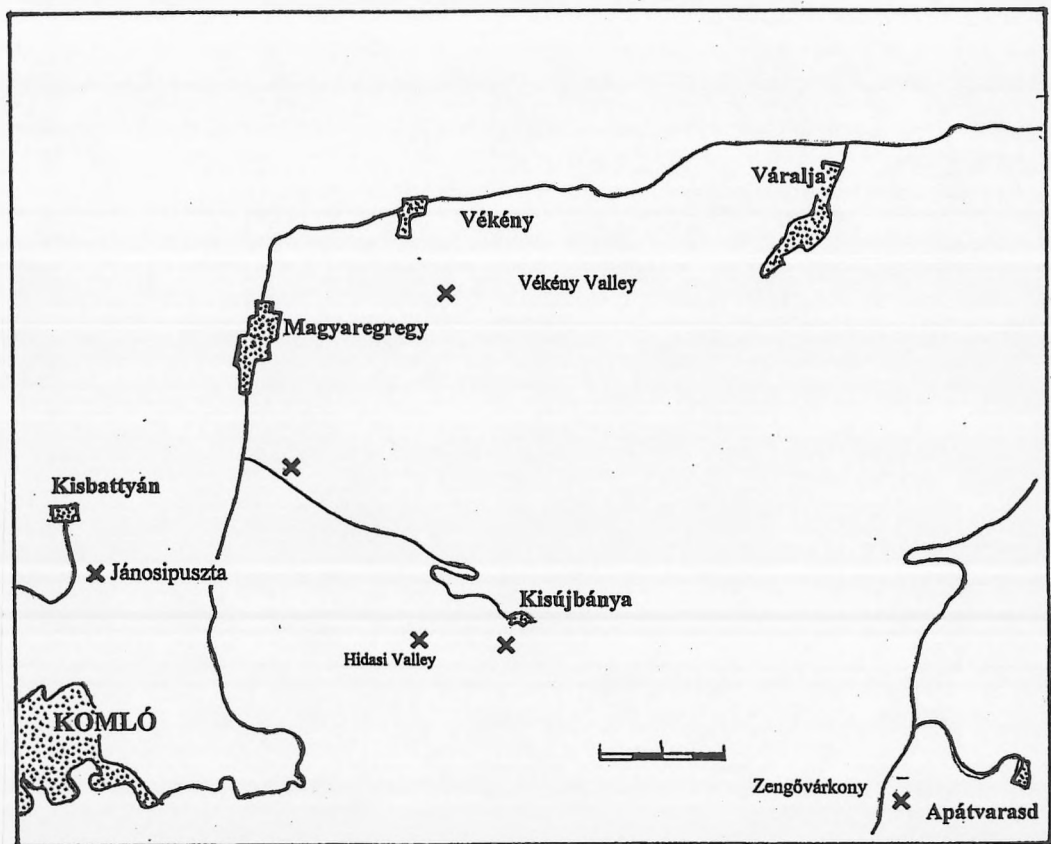 Váralja
Vékény
Vékény Valley
Magyaregregy
Kisbattyán
Jánosipuszta
Kisújbánya
Hidasi Valley
KOMLÓ
Zengővárkony
Apátvarasd